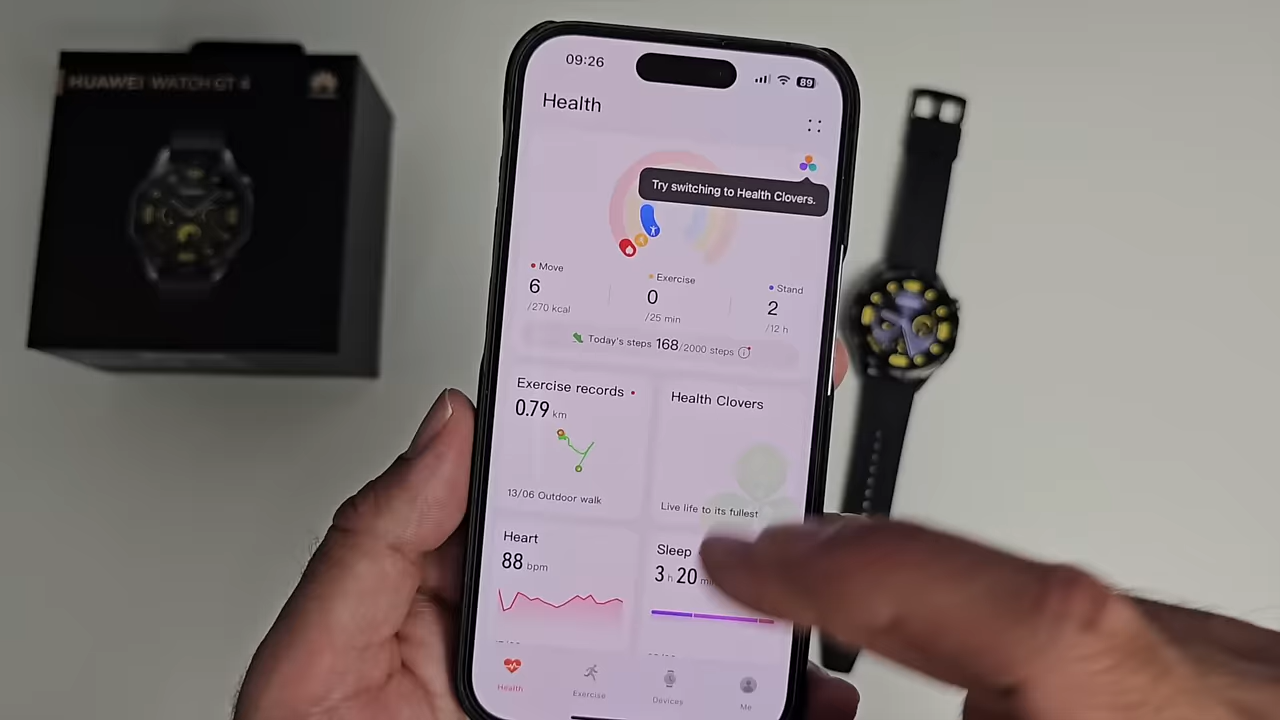 HUAWEI WATCH GT 4
09:26
89
Health
Try switching to Health Clovers.
Move
6
/270 kcal
Exercise
0
/25 min
Stand
2
/12 h
Today's steps 168/2000 steps
Exercise records
0.79 km
13/06 Outdoor walk
Health Clovers
Live life to its fullest
Heart
88 bpm
Sleep
3 h 20
Health
Exercise
Devices
Me